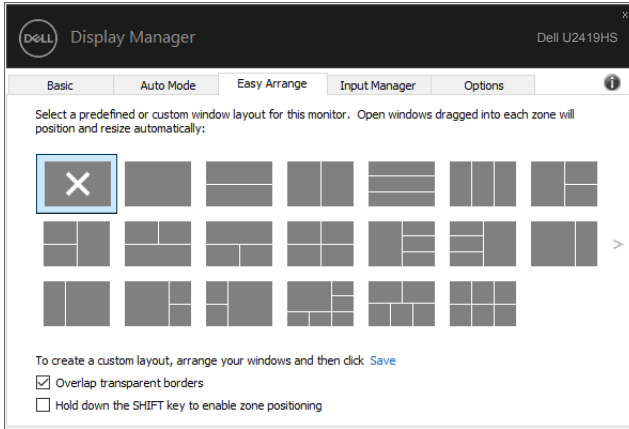 x
DELL Display Manager Dell U2419HS
Basic Auto Mode Easy Arrange Input Manager Options i
Select a predefined or custom window layout for this monitor. Open windows dragged into each zone will
position and resize automatically:
>
To create a custom layout, arrange your windows and then click Save
Overlap transparent borders
Hold down the SHIFT key to enable zone positioning